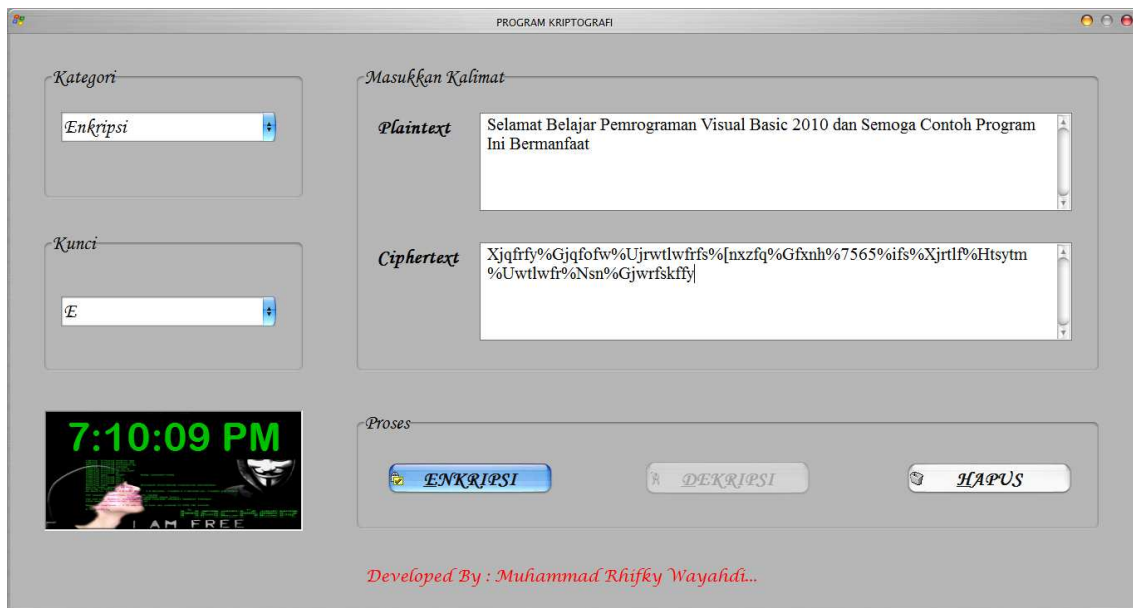 PROGRAM KRIPTOGRAFI
Kategori
Enkripsi
Kunci
E
Masukkan Kalimat
Plaintext
Selamat Belajar Pemrograman Visual Basic 2010 dan Semoga Contoh Program
Ini Bermanfaat
Ciphertext
Xjqfrfy%Gjqfofw%Ujrwtlwfrfs%[nxzfq%Gfxnh%7565%ifs%Xjrtlf%Htsytm
%Uwtlwfr%Nsn%Gjwrfskffy
7:10:09 PM
HACKER
I AM FREE
Proses
ENKRIPSI
DEKRIPSI
HAPUS
Developed By : Muhammad Rhifky Wayahdi...